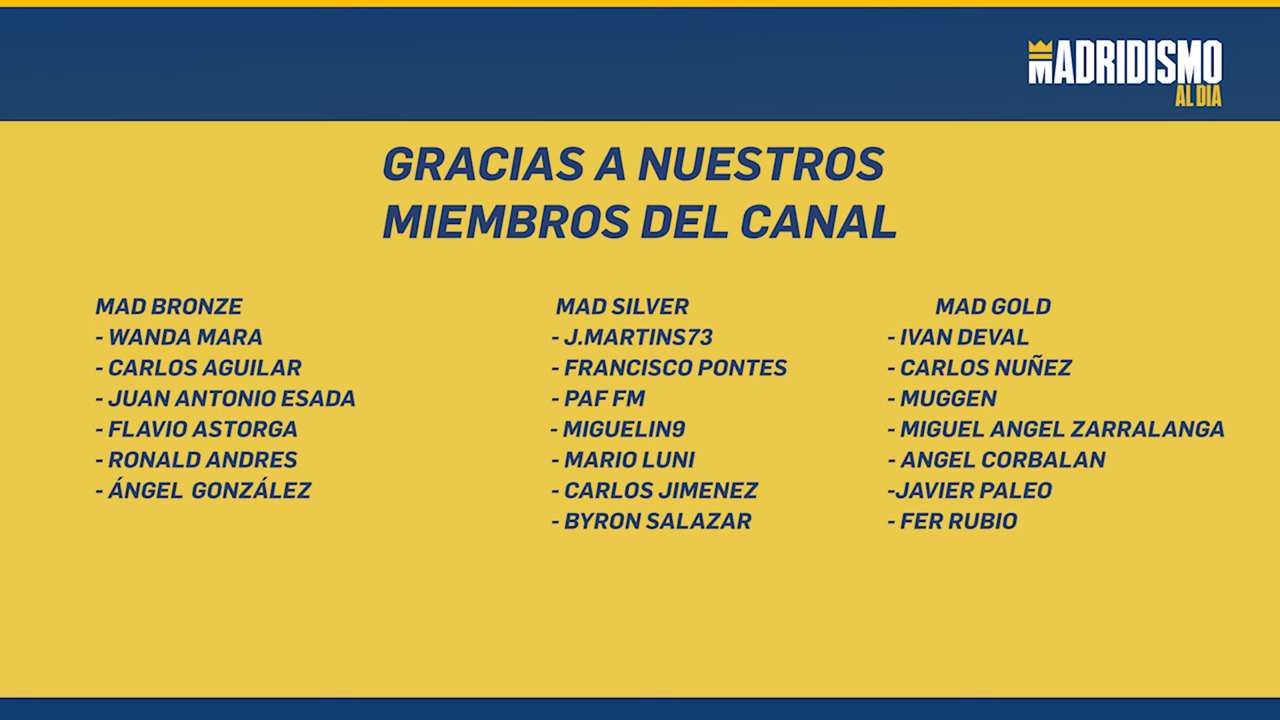 MADRIDISMO
AL DIA
GRACIAS A NUESTROS
MIEMBROS DEL CANAL
MAD BRONZE
- WANDA MARA
- CARLOS AGUILAR
- JUAN ANTONIO ESADA
- FLAVIO ASTORGA
- RONALD ANDRES
- ÁNGEL GONZÁLEZ
MAD SILVER
- J.MARTINS73
- FRANCISCO PONTES
- PAF FM
- MIGUELIN9
- MARIO LUNI
- CARLOS JIMENEZ
- BYRON SALAZAR
MAD GOLD
- IVAN DEVAL
- CARLOS NUÑEZ
- MUGGEN
- MIGUEL ANGEL ZARRALANGA
- ANGEL CORBALAN
-JAVIER PALEO
- FER RUBIO